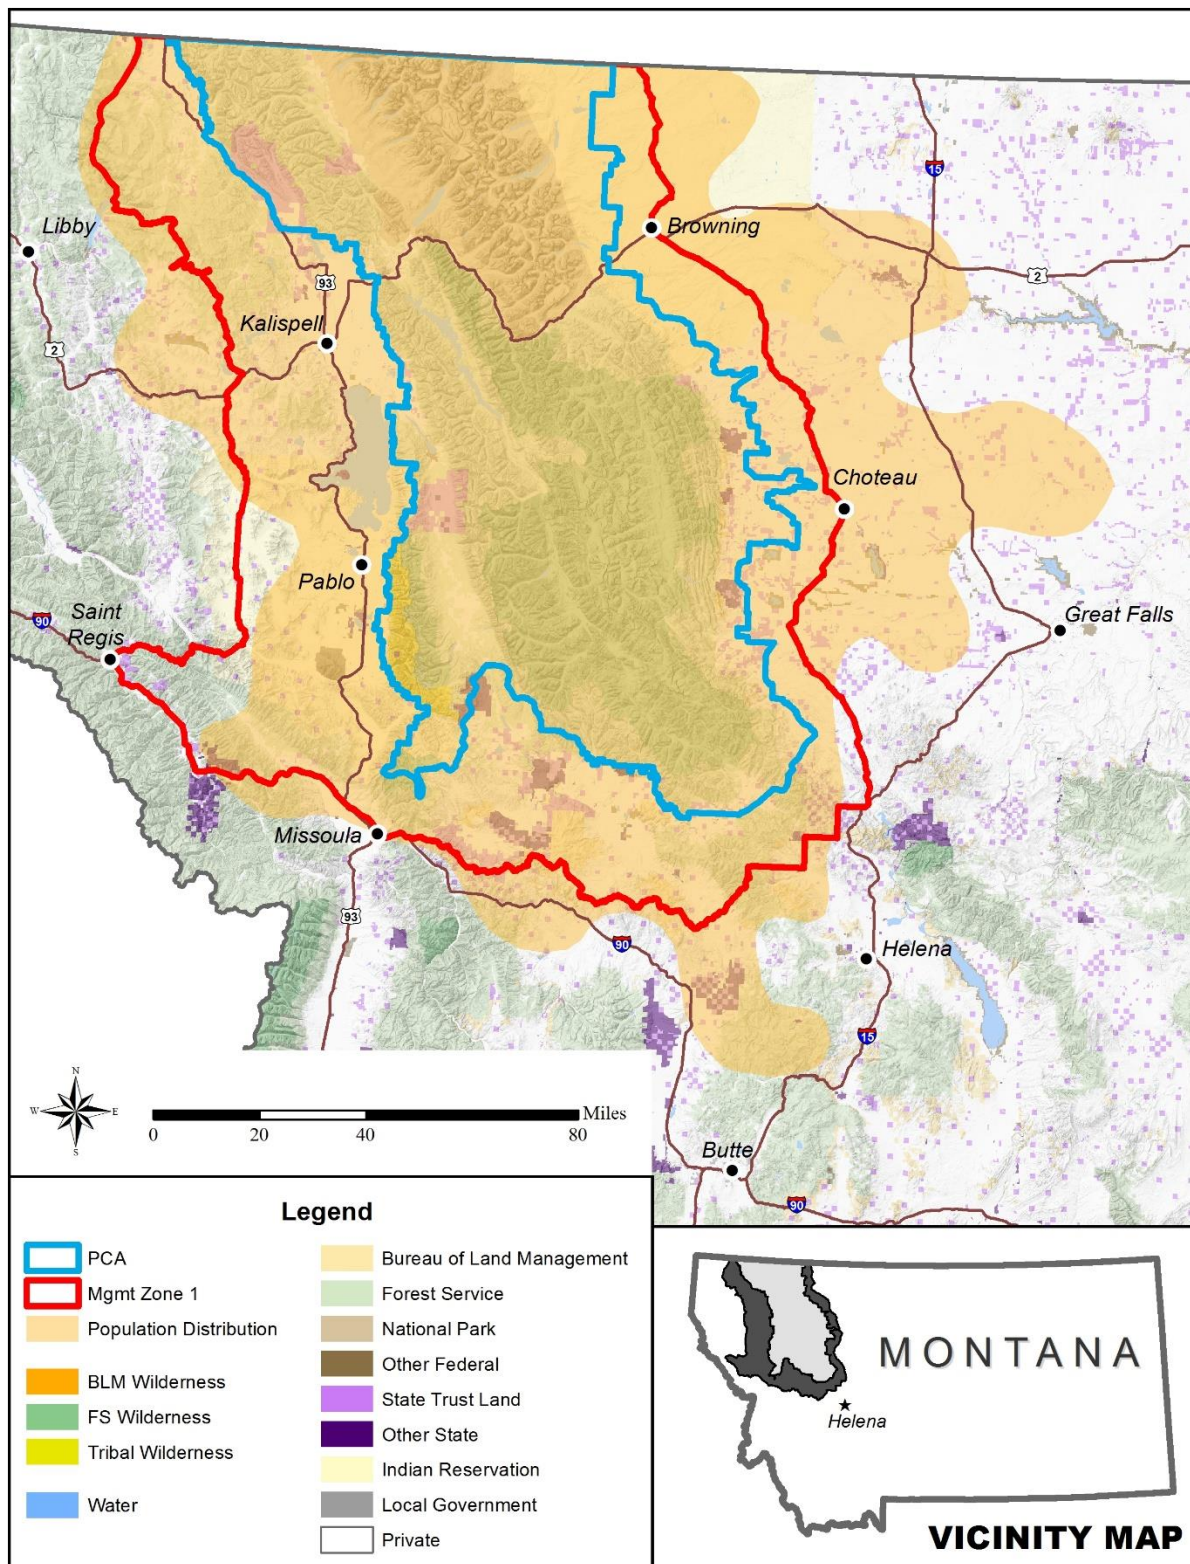 15
Libby
Browning
2
93
Kalispell
2
Choteau
Pablo
Saint
Regis
90
Great Falls
Missoula
93
90
Helena
15
N
W E
S
Miles
0 20 40 80
Butte
90
Legend
PCA
Mgmt Zone 1
Population Distribution
BLM Wilderness
FS Wilderness
Tribal Wilderness
Water
Bureau of Land Management
Forest Service
National Park
Other Federal
State Trust Land
Other State
Indian Reservation
Local Government
Private
MONTANA
Helena
VICINITY MAP